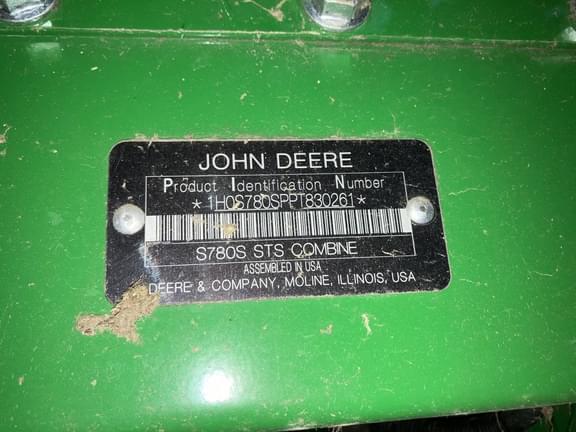 JOHN DEERE
Product Identification Number
*1H0S780SPPT830261*
S780S STS COMBINE
ASSEMBLED IN USA
DEERE & COMPANY, MOLINE, ILLINOIS, USA